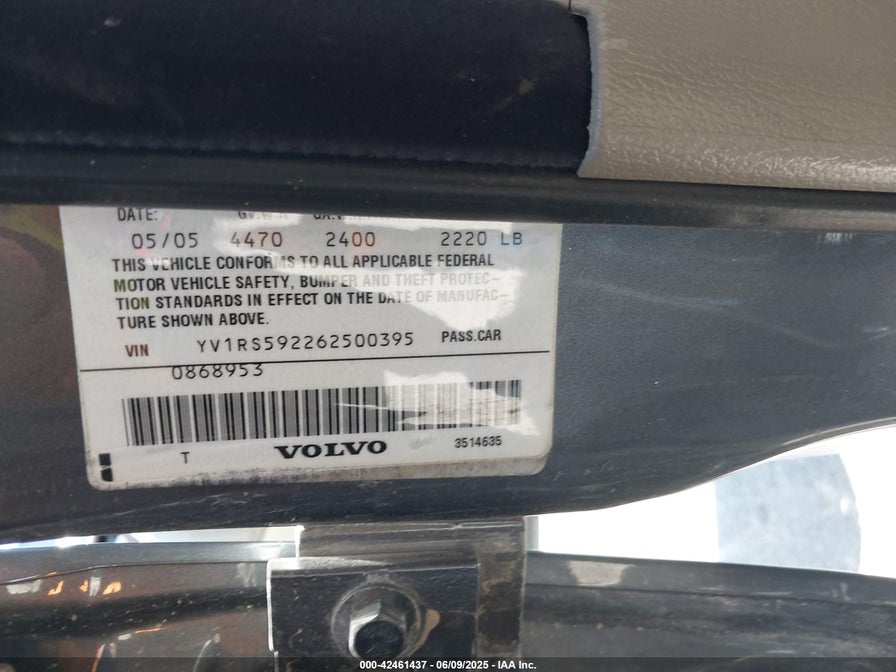 DATE: G.V.W.R
05/05 4470 2400 2220 LB
THIS VEHICLE CONFORMS TO ALL APPLICABLE FEDERAL
MOTOR VEHICLE SAFETY, BUMPER AND THEFT PROTEC-
TION STANDARDS IN EFFECT ON THE DATE OF MANUFAC-
TURE SHOWN ABOVE.
VIN YV1RS592262500395 PASS.CAR
0868953
T VOLVO 3514635
000-42461437 - 06/09/2025 - IAA Inc.